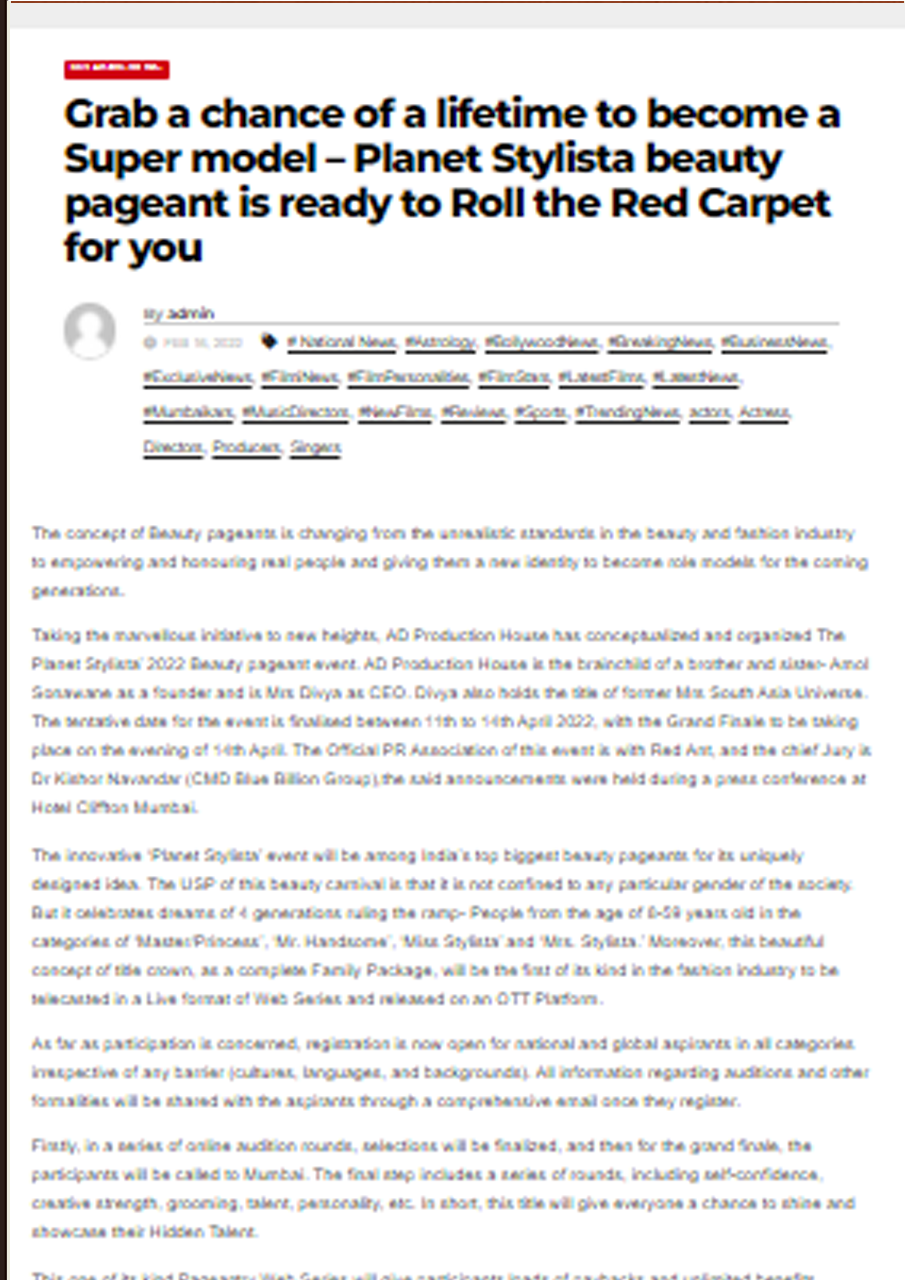 Grab a chance of a lifetime to become a
Super model – Planet Stylista beauty
pageant is ready to Roll the Red Carpet
for you
By admin
FEB 16, 2022 # National News, #Astrology, #BollywoodNews, #BreakingNews, #BusinessNews,
#ExclusiveNews, #FilmiNews, #FilmPersonalities, #FilmStars, #LatestFilms, #LatestNews,
#Mumbaikars, #MusicDirectors, #NewFilms, #Reviews, #Sports, #TrendingNews, actors, Actress,
Directors, Producers, Singers
The concept of Beauty pageants is changing from the unrealistic standards in the beauty and fashion industry
to empowering and honouring real people and giving them a new identity to become role models for the coming
generations.
Taking the marvellous initiative to new heights, AD Production House has conceptualized and organized The
Planet Stylista' 2022 Beauty pageant event. AD Production House is the brainchild of a brother and sister- Amol
Sonawane as a founder and is Mrs Divya as CEO. Divya also holds the title of former Mrs South Asia Universe.
The tentative date for the event is finalised between 11th to 14th April 2022, with the Grand Finale to be taking
place on the evening of 14th April. The Official PR Association of this event is with Red Ant, and the chief Jury is
Dr Kishor Navandar (CMD Blue Billion Group),the said announcements were held during a press conference at
Hotel Cliffton Mumbai.
The innovative 'Planet Stylista' event will be among India's top biggest beauty pageants for its uniquely
designed idea. The USP of this beauty carnival is that it is not confined to any particular gender of the society.
But it celebrates dreams of 4 generations ruling the ramp- People from the age of 8-59 years old in the
categories of 'Master/Princess', 'Mr. Handsome', 'Miss Stylista' and 'Mrs. Stylista.' Moreover, this beautiful
concept of title crown, as a complete Family Package, will be the first of its kind in the fashion industry to be
telecasted in a Live format of Web Series and released on an OTT Platform.
As far as participation is concerned, registration is now open for national and global aspirants in all categories
irrespective of any barrier (cultures, languages, and backgrounds). All information regarding auditions and other
formalities will be shared with the aspirants through a comprehensive email once they register.
Firstly, in a series of online audition rounds, selections will be finalized, and then for the grand finale, the
participants will be called to Mumbai. The final step includes a series of rounds, including self-confidence,
creative strength, grooming, talent, personality, etc. In short, this title will give everyone a chance to shine and
showcase their Hidden Talent.
This one of its kind Pageantry Web Series will give participants loads of paybacks and unlimited benefits